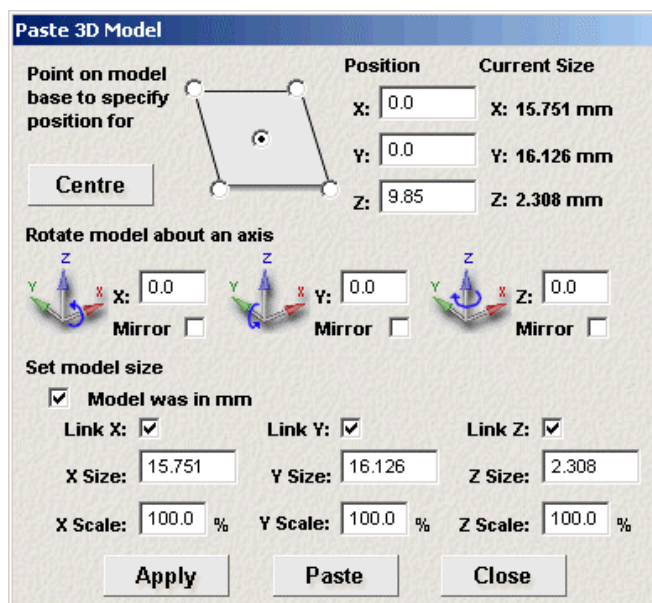 Paste 3D Model
Point on model
base to specify
position for
Centre
Position
Current Size
X: 0.0
X: 15.751 mm
Y: 0.0
Y: 16.126 mm
Z: 9.85
Z: 2.308 mm
Rotate model about an axis
Z
Y
X
X: 0.0
Mirror
Z
Y
X
Y: 0.0
Mirror
Z
Y
X
Z: 0.0
Mirror
Set model size
Model was in mm
Link X:
Link Y:
Link Z:
X Size: 15.751
Y Size: 16.126
Z Size: 2.308
X Scale: 100.0 %
Y Scale: 100.0 %
Z Scale: 100.0 %
Apply
Paste
Close